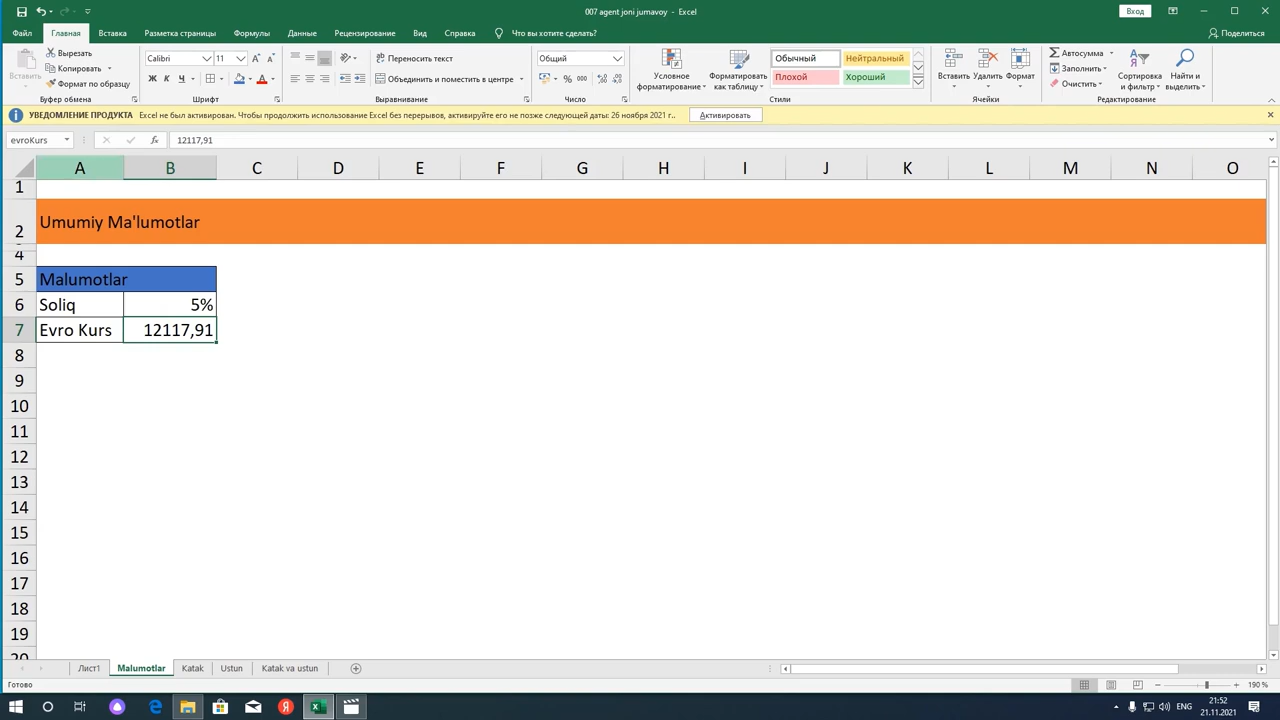 007 agent joni jumavoy - Excel
Вход
Файл Главная Вставка Разметка страницы Формулы Данные Рецензирование Вид Справка Что вы хотите сделать? Поделиться
Вставить
Вырезать
Копировать
Формат по образцу
Буфер обмена
Calibri 11
Ж К Ч
Шрифт
Переносить текст
Объединить и поместить в центре
Выравнивание
Общий
% 000
Число
Условное форматирование
Форматировать как таблицу
Обычный Нейтральный
Плохой Хороший
Стили
Вставить Удалить Формат
Ячейки
Автосумма
Заполнить
Очистить
Сортировка и фильтр
Найти и выделить
Редактирование
УВЕДОМЛЕНИЕ ПРОДУКТА Excel не был активирован. Чтобы продолжить использование Excel без перерывов, активируйте его не позже следующей даты: 26 ноября 2021 г.. Активировать
evroKurs fx 12117,91
A B C D E F G H I J K L M N O
1
2 Umumiy Ma'lumotlar
4
5 Malumotlar
6 Soliq 5%
7 Evro Kurs 12117,91
8
9
10
11
12
13
14
15
16
17
18
19
20
Лист1 Malumotlar Katak Ustun Katak va ustun
Готово 190 %
ENG 21:52
21.11.2021